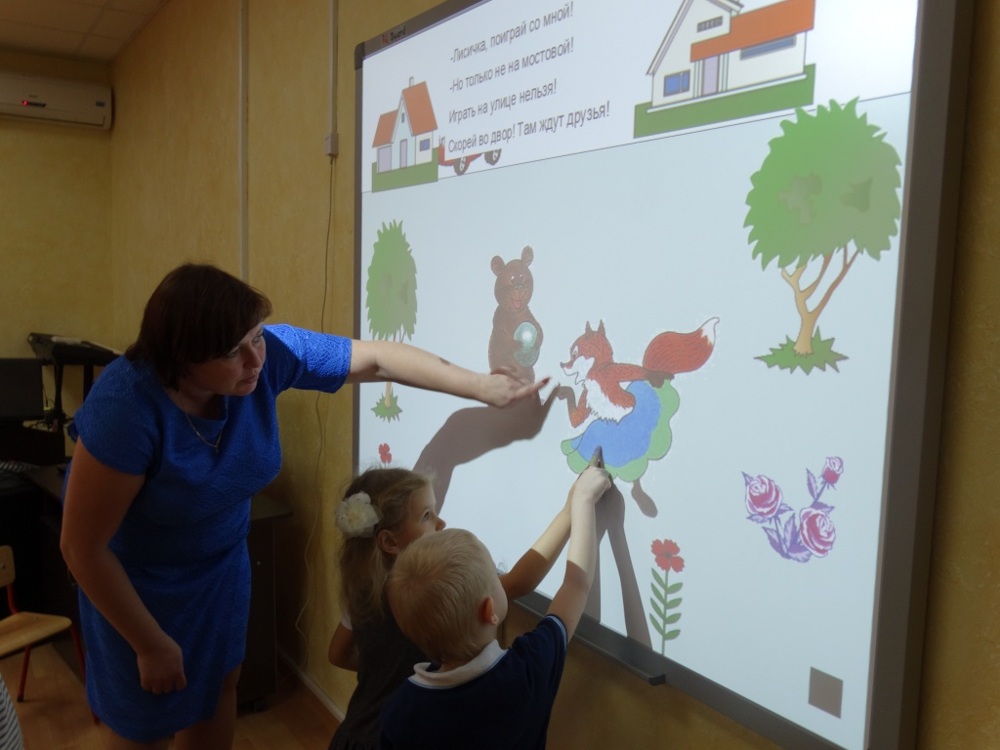 -Лисичка, поиграй со мной!
-Но только не на мостовой!
Играть на улице нельзя!
Скорей во двор! Там ждут друзья!